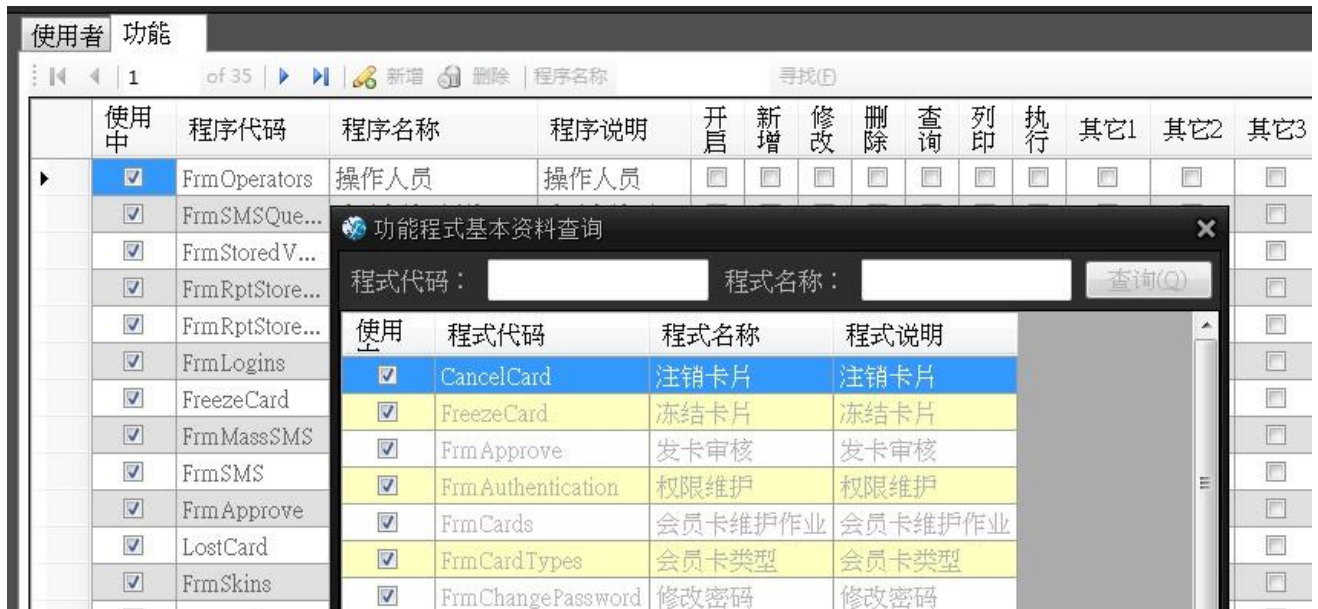 使用者 功能
1 of 35 新增 删除 程序名称 寻找(F)
使用中 程序代码 程序名称 程序说明 开启 新增 修改 删除 查询 列印 执行 其它1 其它2 其它3
FrmOperators 操作人员 操作人员
FrmSMSQue...
FrmStoredV...
FrmRptStore...
FrmRptStore...
FrmLogins
FreezeCard
FrmMassSMS
FrmSMS
FrmApprove
LostCard
FrmSkins
功能程式基本资料查询
程式代码： 程式名称： 查询(Q)
使用 程式代码 程式名称 程式说明
CancelCard 注销卡片 注销卡片
FreezeCard 冻结卡片 冻结卡片
FrmApprove 发卡审核 发卡审核
FrmAuthentication 权限维护 权限维护
FrmCards 会员卡维护作业 会员卡维护作业
FrmCardTypes 会员卡类型 会员卡类型
FrmChangePassword 修改密码 修改密码